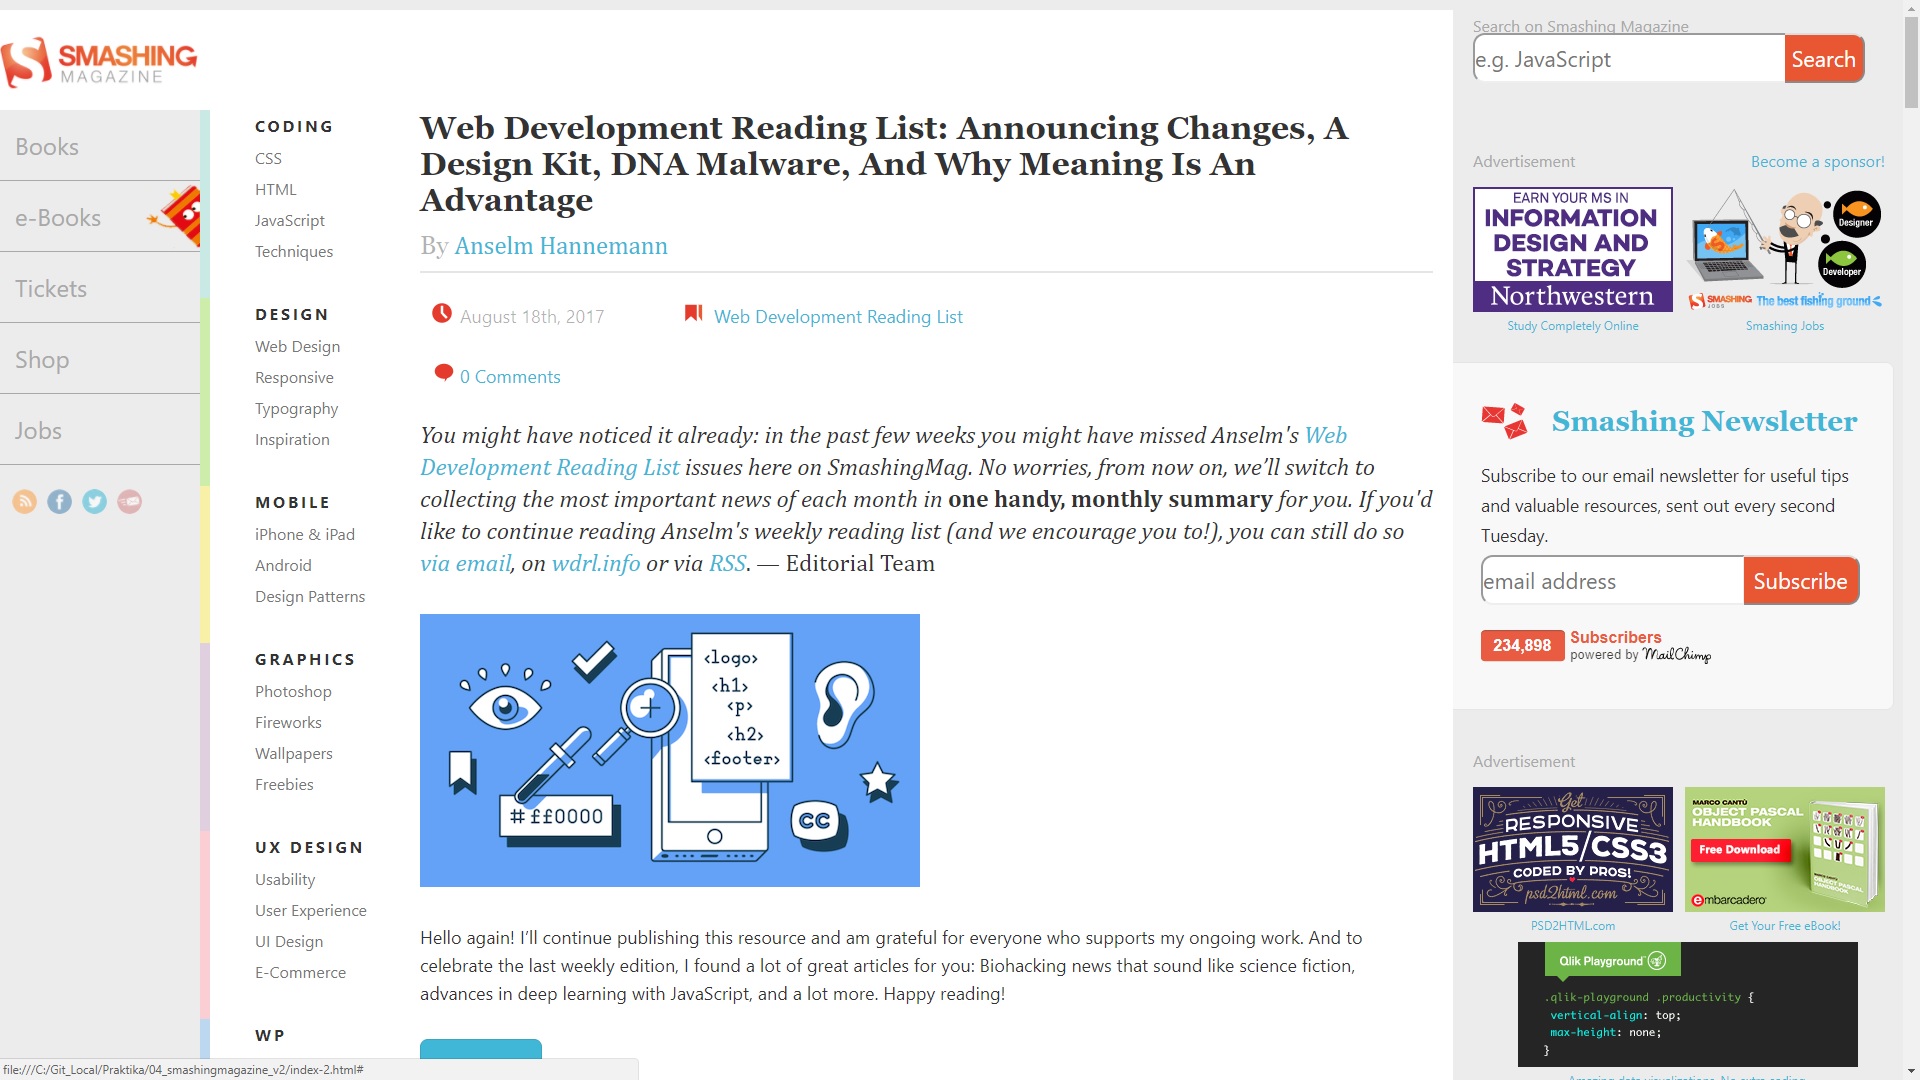 SMASHING
MAGAZINE
Books
e-Books
Tickets
Shop
Jobs
CODING
CSS
HTML
JavaScript
Techniques
DESIGN
Web Design
Responsive
Typography
Inspiration
MOBILE
iPhone & iPad
Android
Design Patterns
GRAPHICS
Photoshop
Fireworks
Wallpapers
Freebies
UX DESIGN
Usability
User Experience
UI Design
E-Commerce
WP
Web Development Reading List: Announcing Changes, A
Design Kit, DNA Malware, And Why Meaning Is An
Advantage
By Anselm Hannemann
August 18th, 2017
Web Development Reading List
0 Comments
You might have noticed it already: in the past few weeks you might have missed Anselm's Web
Development Reading List issues here on SmashingMag. No worries, from now on, we’ll switch to
collecting the most important news of each month in one handy, monthly summary for you. If you'd
like to continue reading Anselm's weekly reading list (and we encourage you to!), you can still do so
via email, on wdrl.info or via RSS. — Editorial Team
<logo>
<h1>
<p>
<h2>
<footer>
#ff0000
CC
Hello again! I’ll continue publishing this resource and am grateful for everyone who supports my ongoing work. And to
celebrate the last weekly edition, I found a lot of great articles for you: Biohacking news that sound like science fiction,
advances in deep learning with JavaScript, and a lot more. Happy reading!
Search on Smashing Magazine
e.g. JavaScript
Search
Advertisement
Become a sponsor!
EARN YOUR MS IN
INFORMATION
DESIGN AND
STRATEGY
Northwestern
Study Completely Online
Designer
Developer
SMASHING
JOBS
The best fishing ground
Smashing Jobs
Smashing Newsletter
Subscribe to our email newsletter for useful tips
and valuable resources, sent out every second
Tuesday.
email address
Subscribe
234,898
Subscribers
powered by MailChimp
Advertisement
Get
RESPONSIVE
HTML5/CSS3
CODED BY PROS!
psd2html.com
PSD2HTML.com
MARCO CANTÙ
OBJECT PASCAL
HANDBOOK
Free Download
embarcadero
Get Your Free eBook!
Qlik Playground
.qlik-playground .productivity {
vertical-align: top;
max-height: none;
}
Amazing data visualizations. No extra coding.
file:///C:/Git_Local/Praktika/04_smashingmagazine_v2/index-2.html#